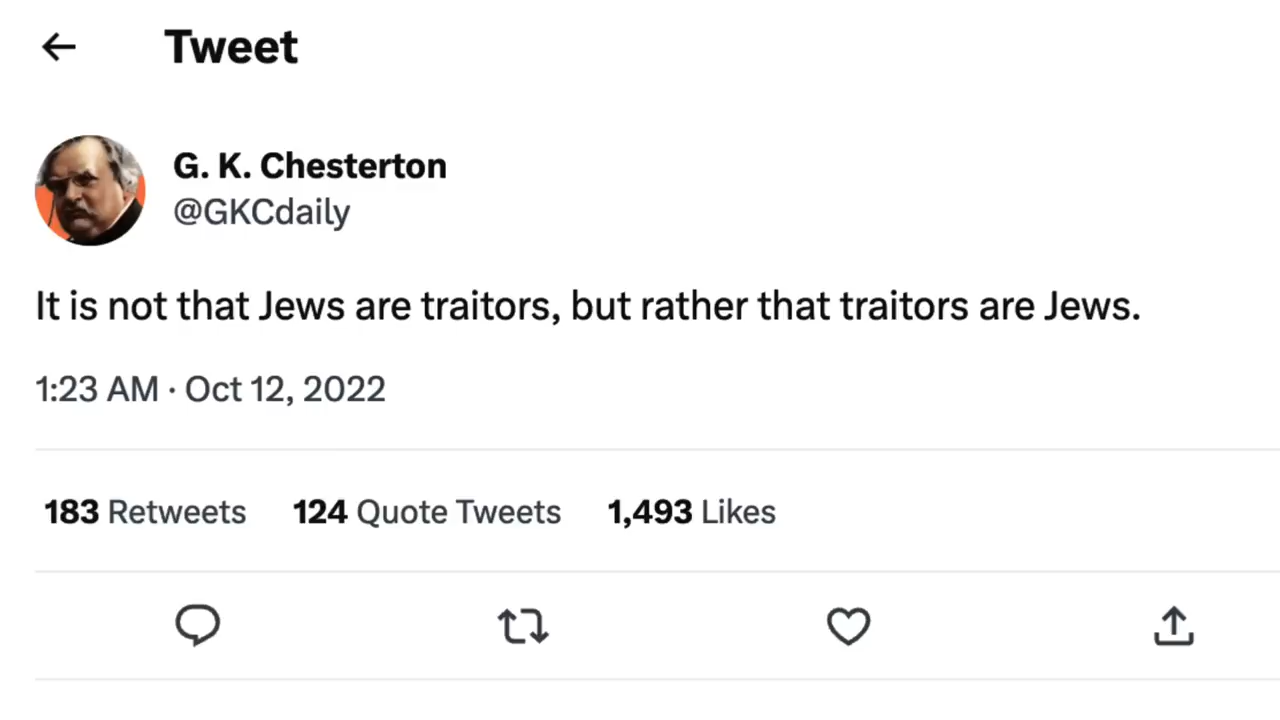 Tweet
G. K. Chesterton
@GKCdaily
It is not that Jews are traitors, but rather that traitors are Jews.
1:23 AM · Oct 12, 2022
183 Retweets 124 Quote Tweets 1,493 Likes